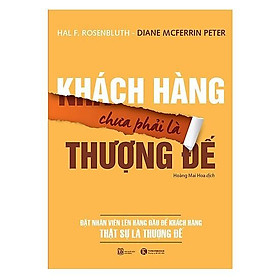 HAL F. ROSENBLUTH - DIANE MCFERRIN PETER
KHÁCH HÀNG
chưa phải là
THƯỢNG ĐẾ
Hoàng Mai Hoa dịch
ĐẶT NHÂN VIÊN LÊN HÀNG ĐẦU ĐỂ KHÁCH HÀNG
THẬT SỰ LÀ THƯỢNG ĐẾ